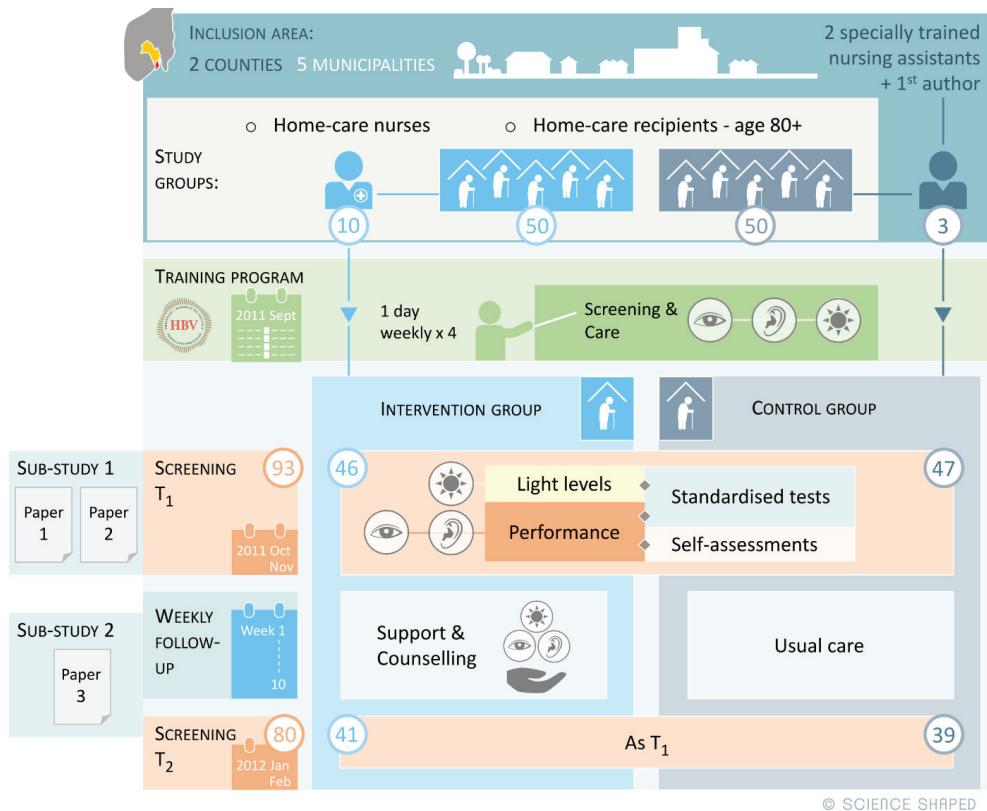 INCLUSION AREA:
2 COUNTIES 5 MUNICIPALITIES
2 specially trained
nursing assistants
+ 1st author
Home-care nurses
Home-care recipients - age 80+
STUDY
GROUPS:
10
50
50
3
TRAINING PROGRAM
HBV
2011 Sept
1 day
weekly x 4
Screening &
Care
INTERVENTION GROUP
CONTROL GROUP
SUB-STUDY 1
Paper
1
Paper
2
SCREENING
T1
93
2011 Oct
Nov
46
47
Light levels
Performance
Standardised tests
Self-assessments
SUB-STUDY 2
Paper
3
WEEKLY
FOLLOW-
UP
Week 1
10
Support &
Counselling
Usual care
SCREENING
T2
80
2012 Jan
Feb
41
As T1
39
© SCIENCE SHAPED